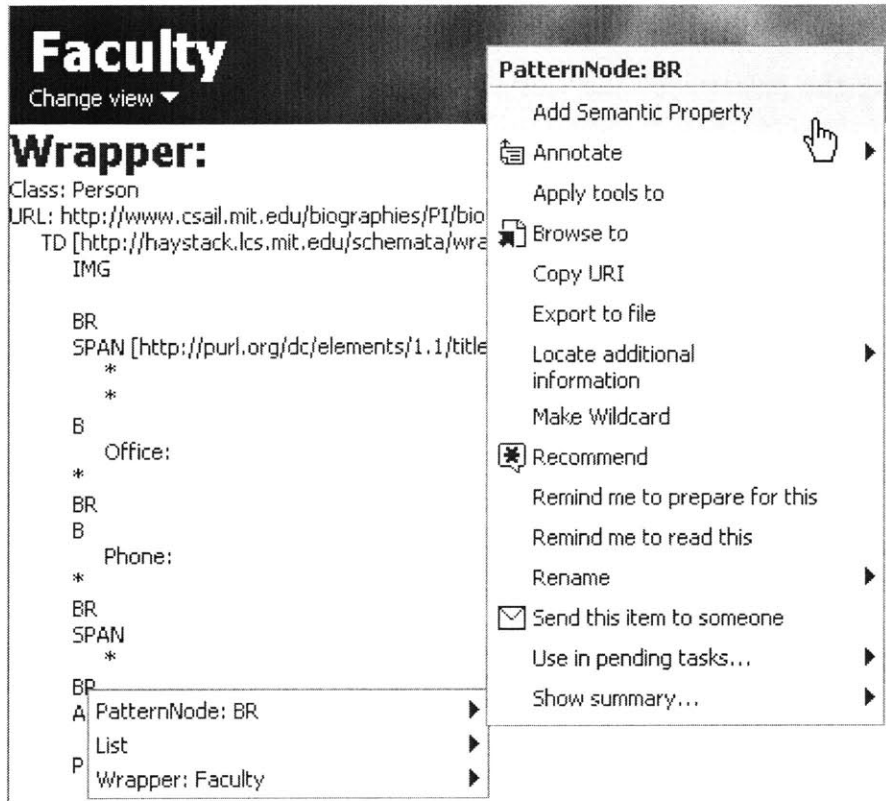 Faculty
Change view ▼
Wrapper:
Class: Person
URL: http://www.csail.mit.edu/biographies/PI/bio
TD [http://haystack.lcs.mit.edu/schemata/wra
IMG
BR
SPAN [http://purl.org/dc/elements/1.1/title
*
*
B
Office:
*
BR
B
Phone:
*
BR
SPAN
*
BR
A
P
PatternNode: BR
List
Wrapper: Faculty
PatternNode: BR
Add Semantic Property
Annotate
Apply tools to
Browse to
Copy URI
Export to file
Locate additional
information
Make Wildcard
Recommend
Remind me to prepare for this
Remind me to read this
Rename
Send this item to someone
Use in pending tasks...
Show summary...